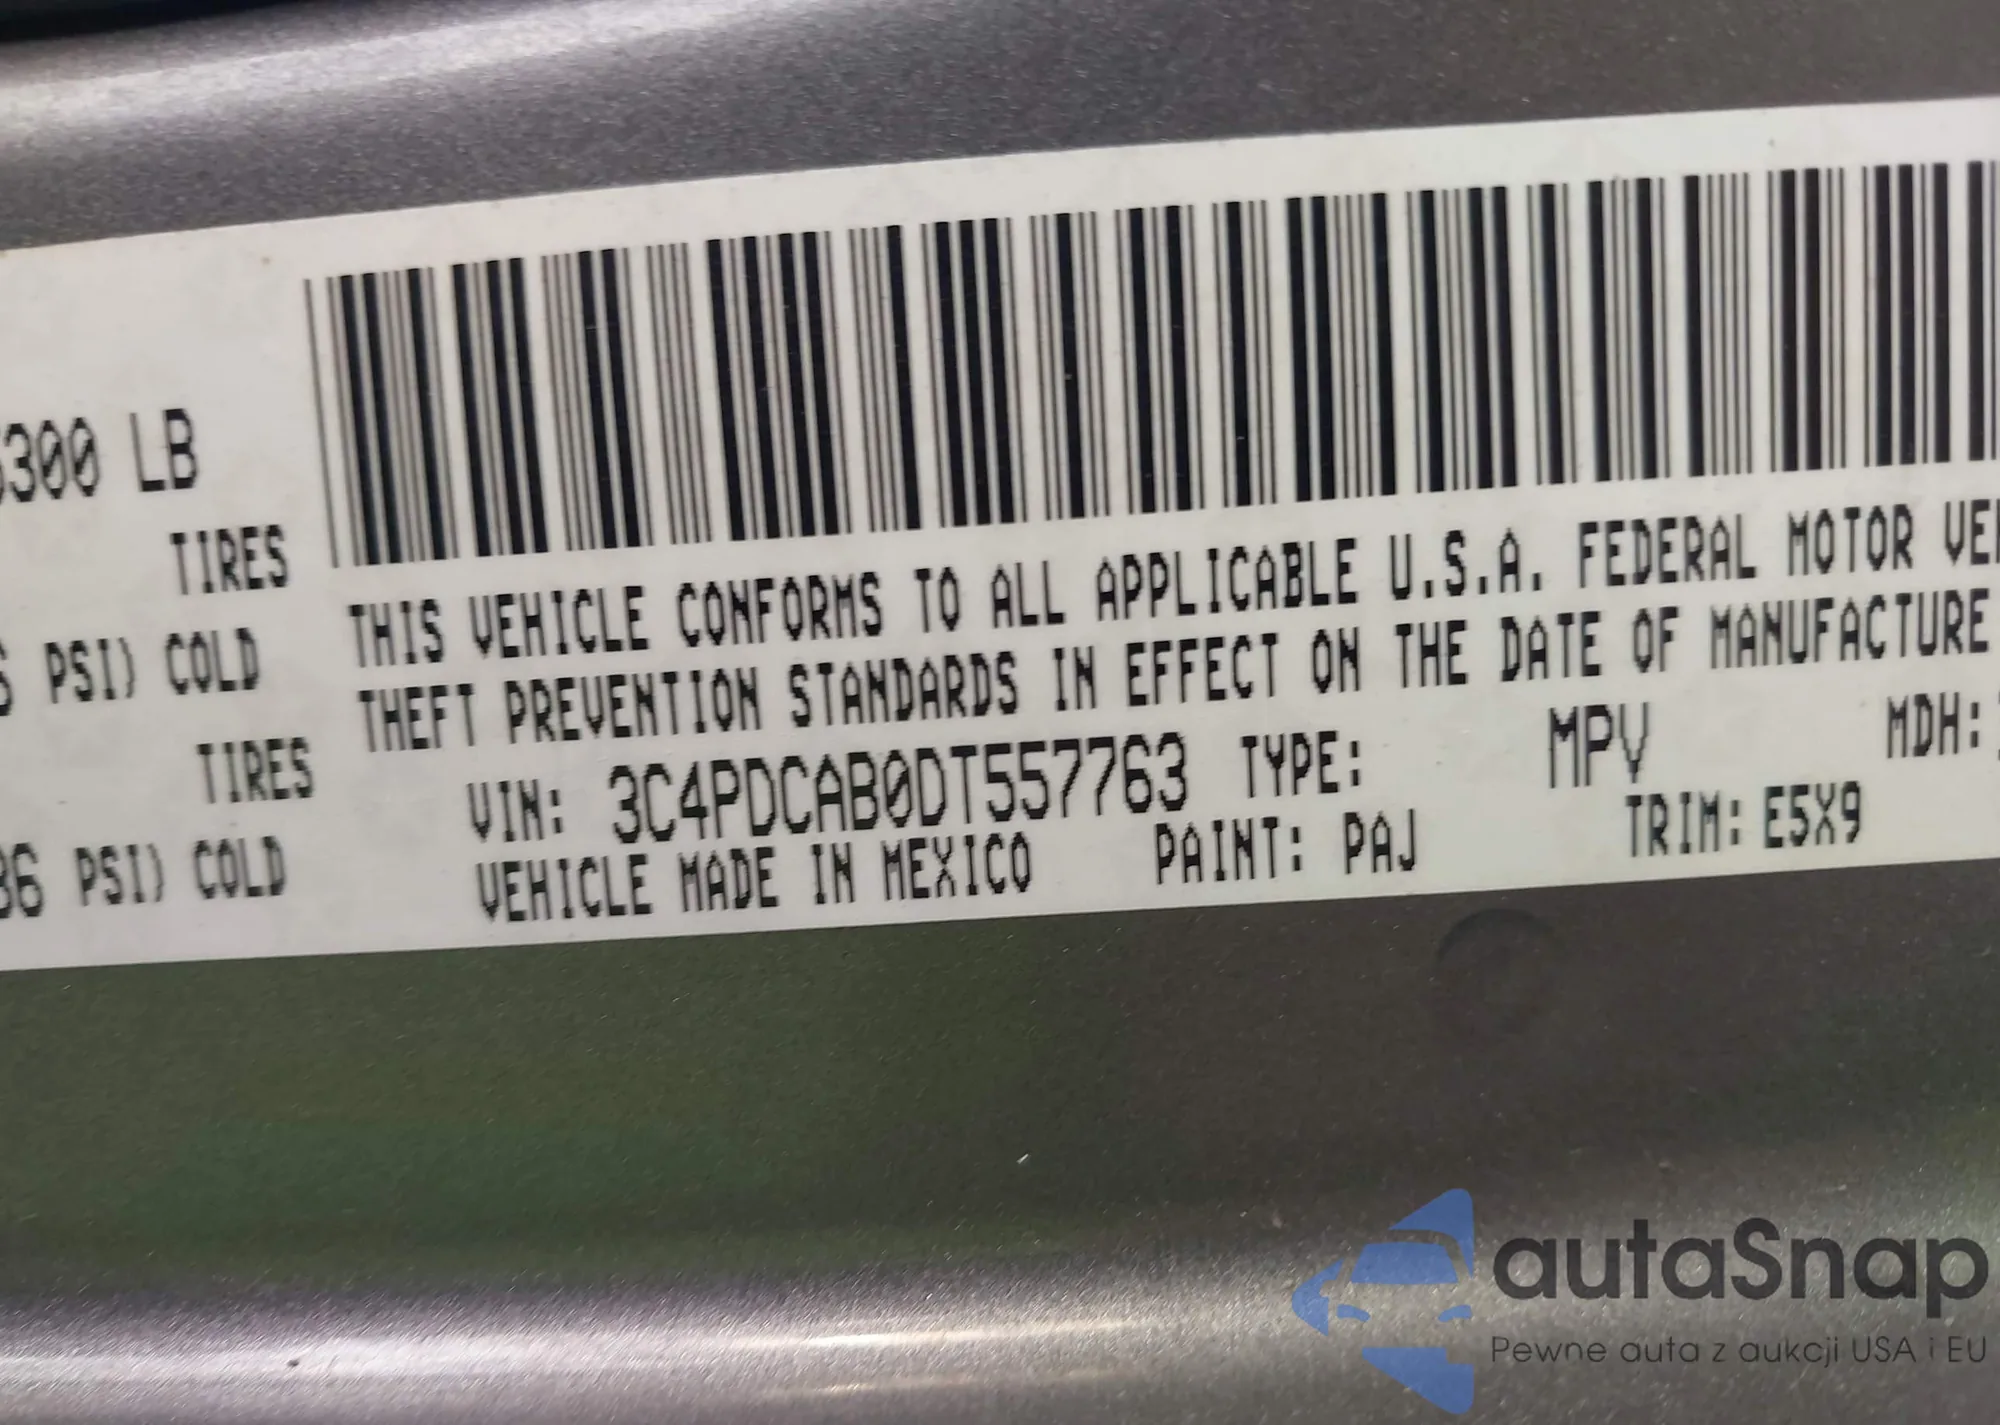 300 LB
TIRES
PSI) COLD
TIRES
36 PSI) COLD
THIS VEHICLE CONFORMS TO ALL APPLICABLE U.S.A. FEDERAL MOTOR
THEFT PREVENTION STANDARDS IN EFFECT ON THE DATE OF MANUFACTURE
VIN: 3C4PDCAB0DT557763 TYPE: MPV MDH:
VEHICLE MADE IN MEXICO PAINT: PAJ TRIM: E5X9
autaSnap
Pewne auta z aukcji USA i EU